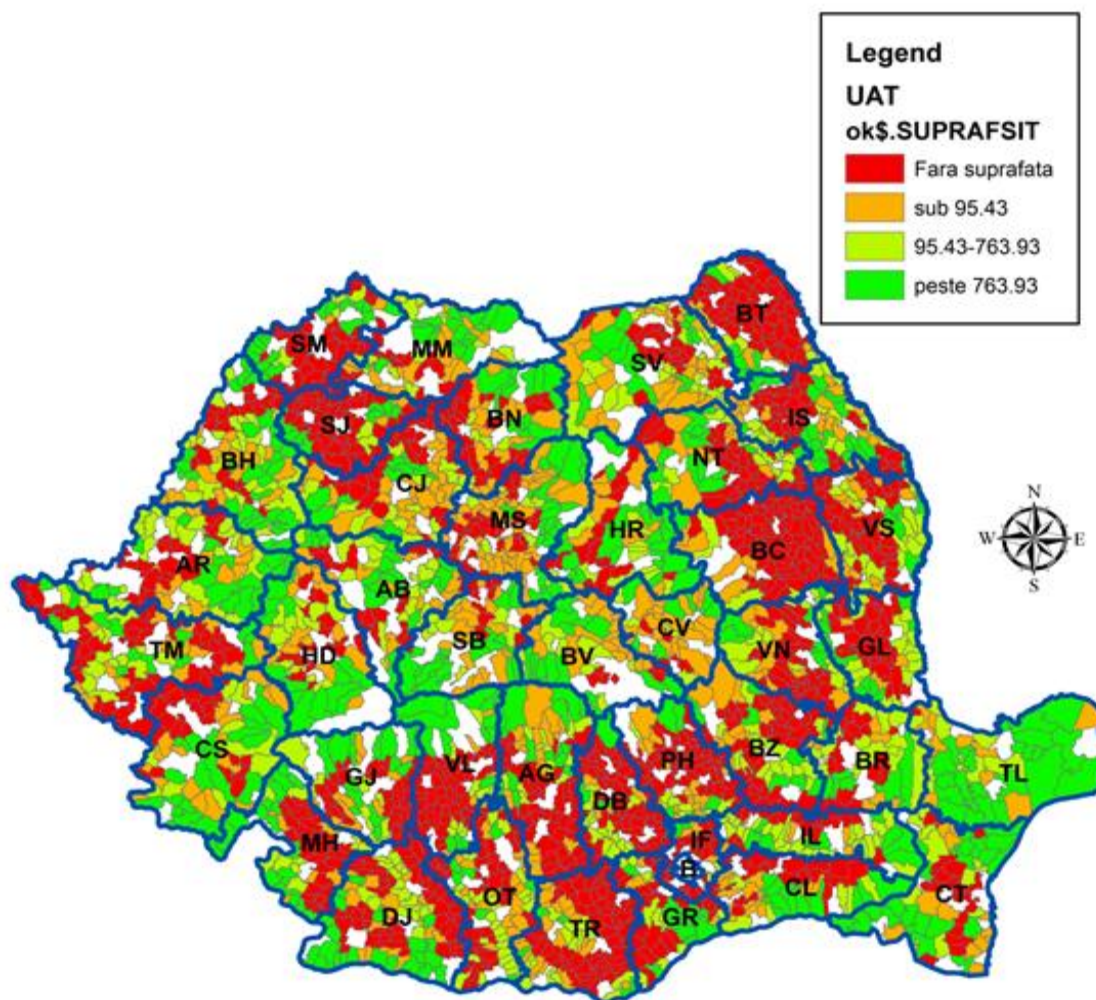 Legend
UAT
ok$.SUPRAFSIT
Fara suprafata
sub 95.43
95.43-763.93
peste 763.93
BT
SM
MM
SV
SJ
BN
IS
BH
CJ
NT
MS
HR
BC
VS
AR
AB
N
W
E
S
TM
HD
SB
BV
CV
VN
GL
CS
GJ
VL
AG
DB
PH
BZ
BR
TL
MH
IF
B
IL
DJ
OT
TR
GR
CL
CT